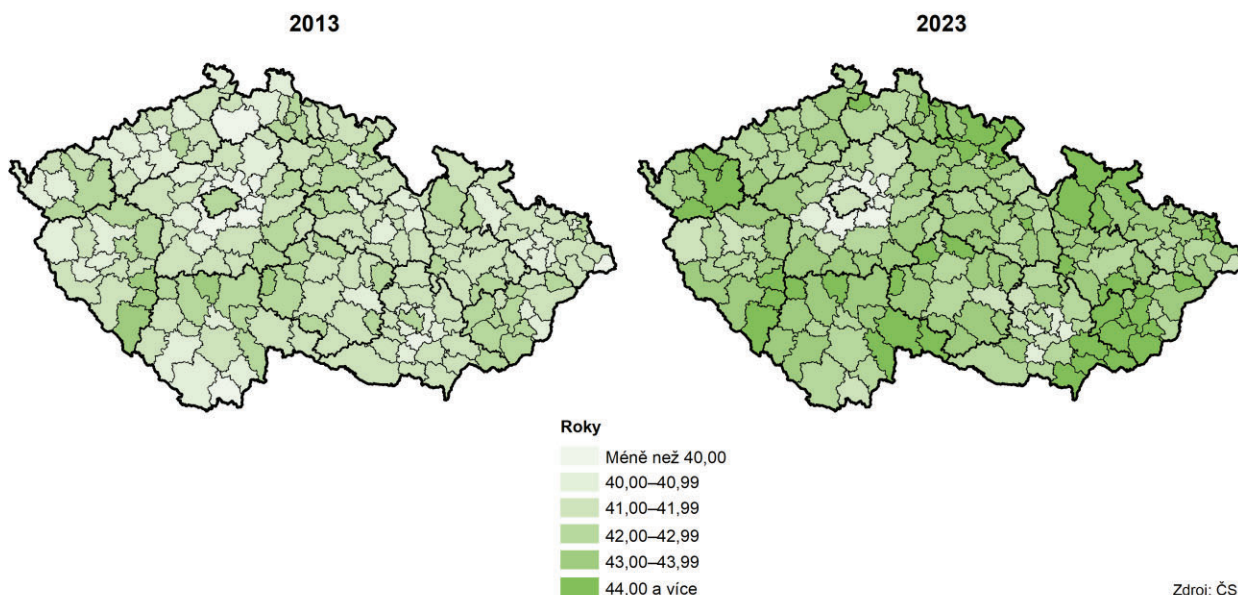 2013
2023
Roky
Méně než 40,00
40,00–40,99
41,00–41,99
42,00–42,99
43,00–43,99
44.00 a více
Zdroj: ČS